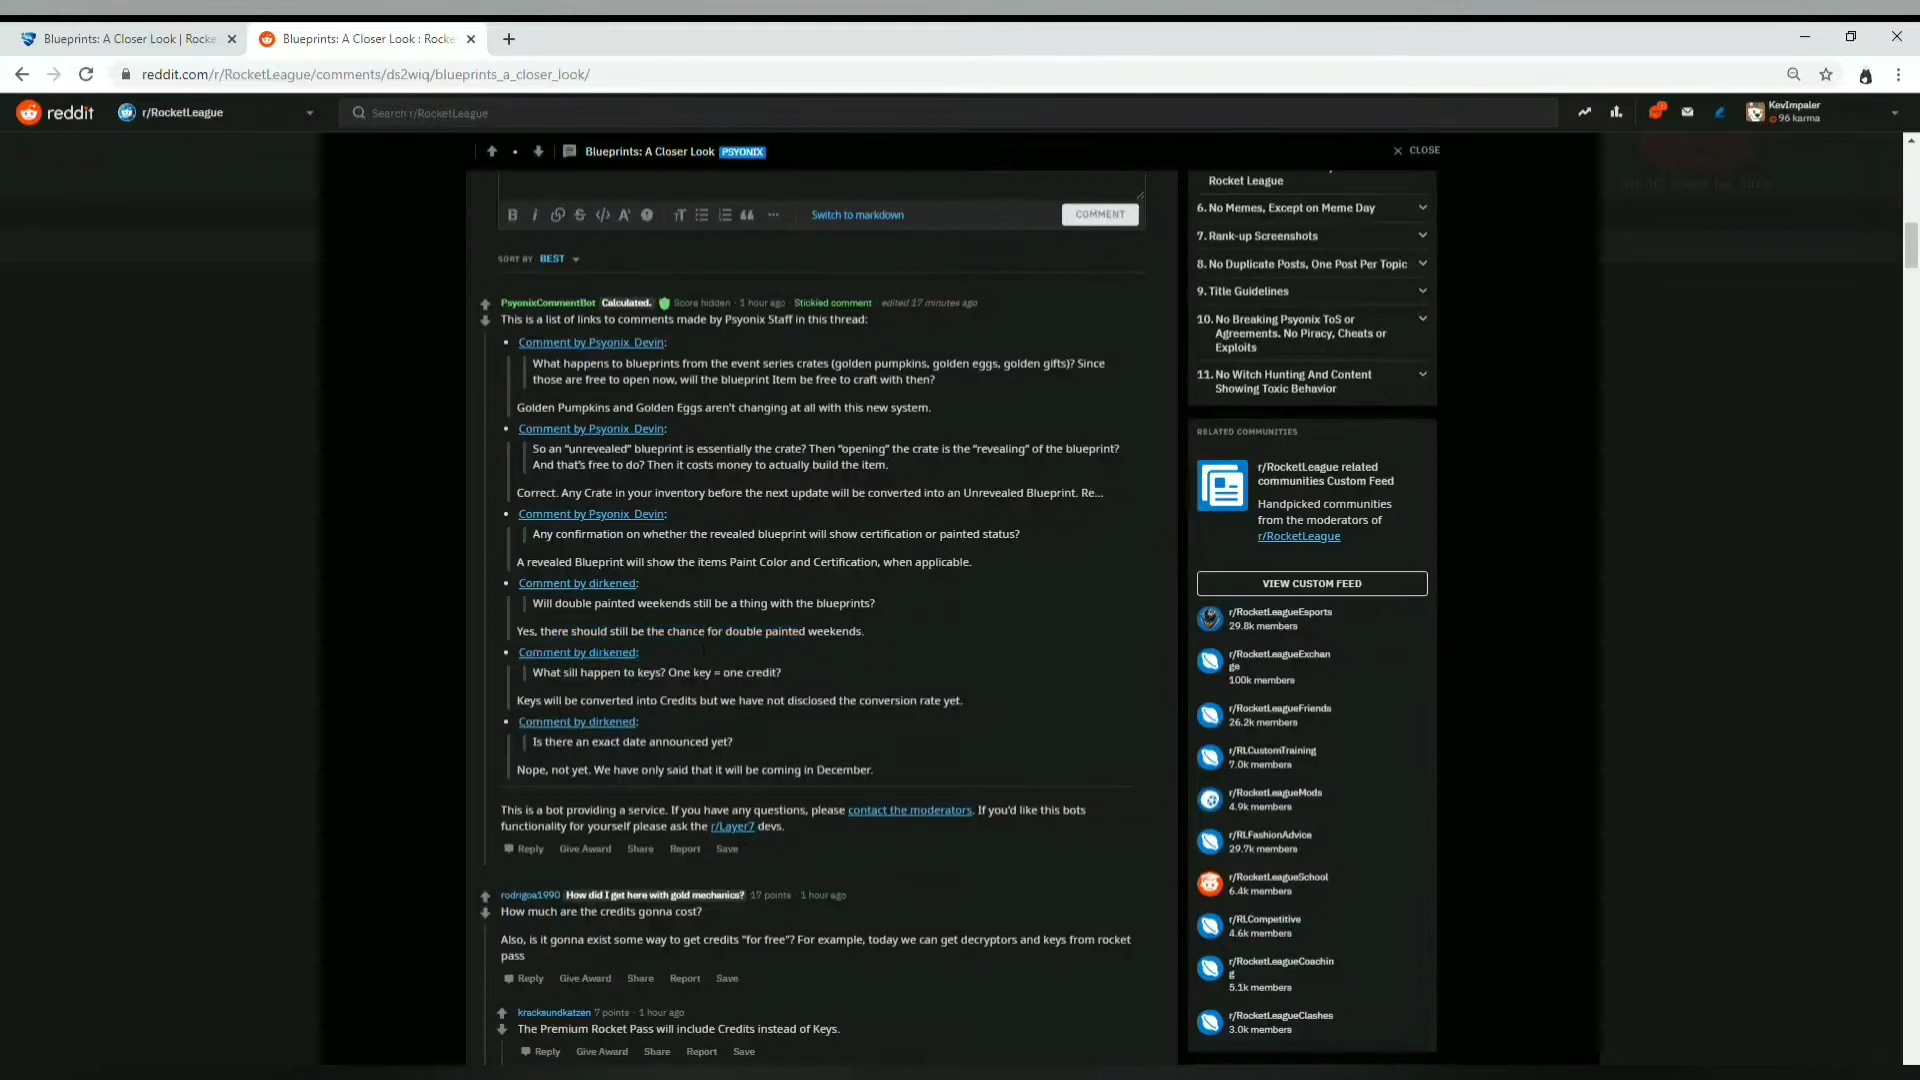 Blueprints: A Closer Look | Rocke
Blueprints: A Closer Look : Rocke
reddit.com/r/RocketLeague/comments/ds2wiq/blueprints_a_closer_look/
reddit
r/RocketLeague
Search r/RocketLeague
KevImpaler
96 karma
Blueprints: A Closer Look PSYONIX
CLOSE
Switch to markdown
COMMENT
SORT BY BEST
PsyonixCommentBot Calculated. Score hidden · 1 hour ago · Stickied comment · edited 17 minutes ago
This is a list of links to comments made by Psyonix Staff in this thread:
• Comment by Psyonix_Devin:
What happens to blueprints from the event series crates (golden pumpkins, golden eggs, golden gifts)? Since
those are free to open now, will the blueprint Item be free to craft with then?
Golden Pumpkins and Golden Eggs aren't changing at all with this new system.
• Comment by Psyonix_Devin:
So an “unrevealed” blueprint is essentially the crate? Then “opening” the crate is the “revealing” of the blueprint?
And that’s free to do? Then it costs money to actually build the item.
Correct. Any Crate in your inventory before the next update will be converted into an Unrevealed Blueprint. Re...
• Comment by Psyonix_Devin:
Any confirmation on whether the revealed blueprint will show certification or painted status?
A revealed Blueprint will show the items Paint Color and Certification, when applicable.
• Comment by dirkened:
Will double painted weekends still be a thing with the blueprints?
Yes, there should still be the chance for double painted weekends.
• Comment by dirkened:
What sill happen to keys? One key = one credit?
Keys will be converted into Credits but we have not disclosed the conversion rate yet.
• Comment by dirkened:
Is there an exact date announced yet?
Nope, not yet. We have only said that it will be coming in December.
This is a bot providing a service. If you have any questions, please contact the moderators. If you'd like this bots
functionality for yourself please ask the r/Layer7 devs.
Reply Give Award Share Report Save
rodrigoa1990 How did I get here with gold mechanics? 17 points · 1 hour ago
How much are the credits gonna cost?
Also, is it gonna exist some way to get credits "for free"? For example, today we can get decryptors and keys from rocket
pass
Reply Give Award Share Report Save
kracksundkatzen 7 points · 1 hour ago
The Premium Rocket Pass will include Credits instead of Keys.
Reply Give Award Share Report Save
Rocket League
6. No Memes, Except on Meme Day
7. Rank-up Screenshots
8. No Duplicate Posts, One Post Per Topic
9. Title Guidelines
10. No Breaking Psyonix ToS or
Agreements. No Piracy, Cheats or
Exploits
11. No Witch Hunting And Content
Showing Toxic Behavior
RELATED COMMUNITIES
r/RocketLeague related
communities Custom Feed
Handpicked communities
from the moderators of
r/RocketLeague
VIEW CUSTOM FEED
r/RocketLeagueEsports
29.8k members
r/RocketLeagueExchan
ge
100k members
r/RocketLeagueFriends
26.2k members
r/RLCustomTraining
7.0k members
r/RocketLeagueMods
4.9k members
r/RLFashionAdvice
29.7k members
r/RocketLeagueSchool
6.4k members
r/RLCompetitive
4.6k members
r/RocketLeagueCoachin
g
5.1k members
r/RocketLeagueClashes
3.0k members